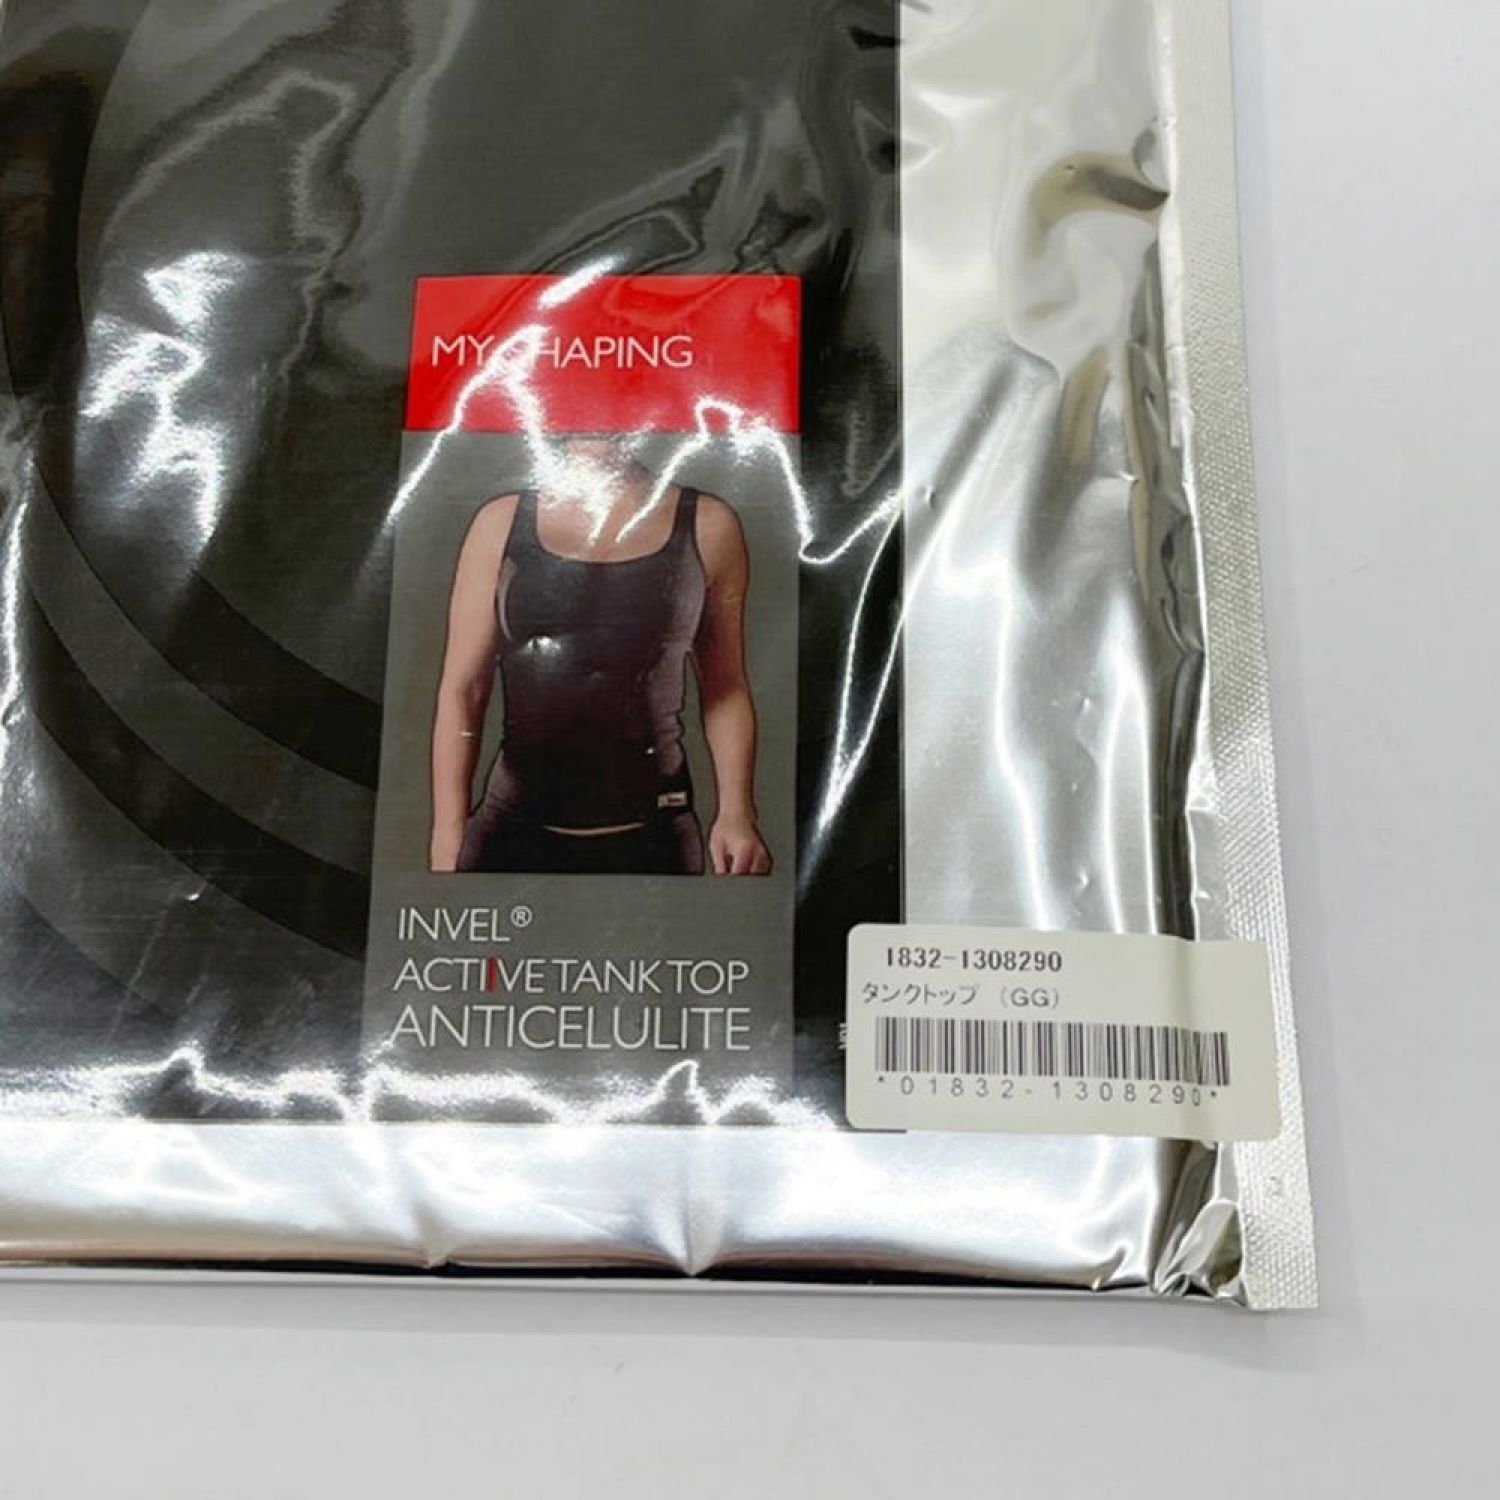 MY SHAPING
INVEL®
ACTIVE TANK TOP
ANTICELULITE
1832-1308290
タンクトップ (GG)
*01832-1308290*